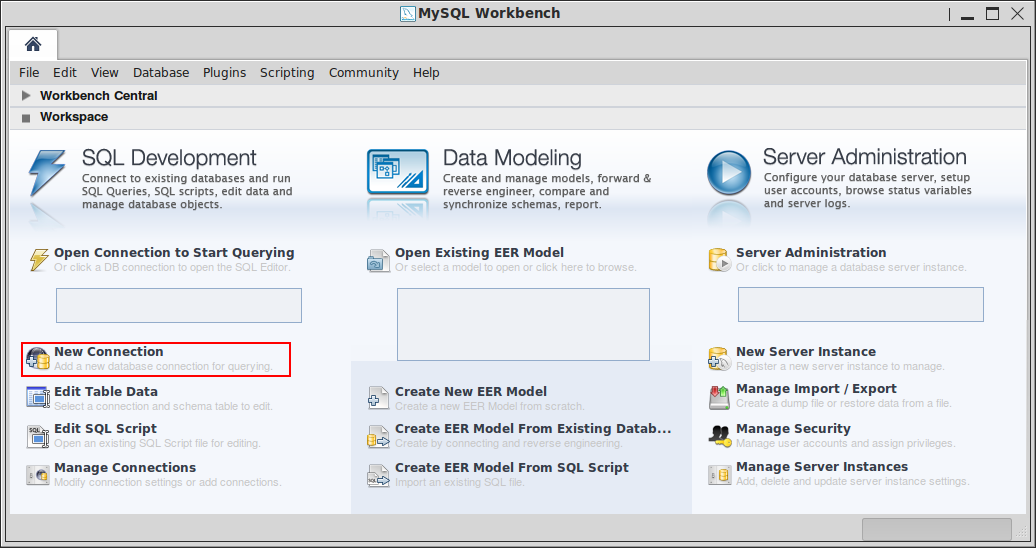 MySQL Workbench
File Edit View Database Plugins Scripting Community Help
Workbench Central
Workspace
SQL Development
Connect to existing databases and run
SQL Queries, SQL scripts, edit data and
manage database objects.
Open Connection to Start Querying
Or click a DB connection to open the SQL Editor.
New Connection
Add a new database connection for querying.
Edit Table Data
Select a connection and schema table to edit.
Edit SQL Script
Open an existing SQL Script file for editing.
Manage Connections
Modify connection settings or add connections.
Data Modeling
Create and manage models, forward &
reverse engineer, compare and
synchronize schemas, report.
Open Existing EER Model
Or select a model to open or click here to browse.
Create New EER Model
Create a new EER Model from scratch.
Create EER Model From Existing Datab...
Create by connecting and reverse engineering.
Create EER Model From SQL Script
Import an existing SQL file.
Server Administration
Configure your database server, setup
user accounts, browse status variables
and server logs.
Server Administration
Or click to manage a database server instance.
New Server Instance
Register a new server instance to manage.
Manage Import / Export
Create a dump file or restore data from a file.
Manage Security
Manage user accounts and assign privileges.
Manage Server Instances
Add, delete and update server instance settings.